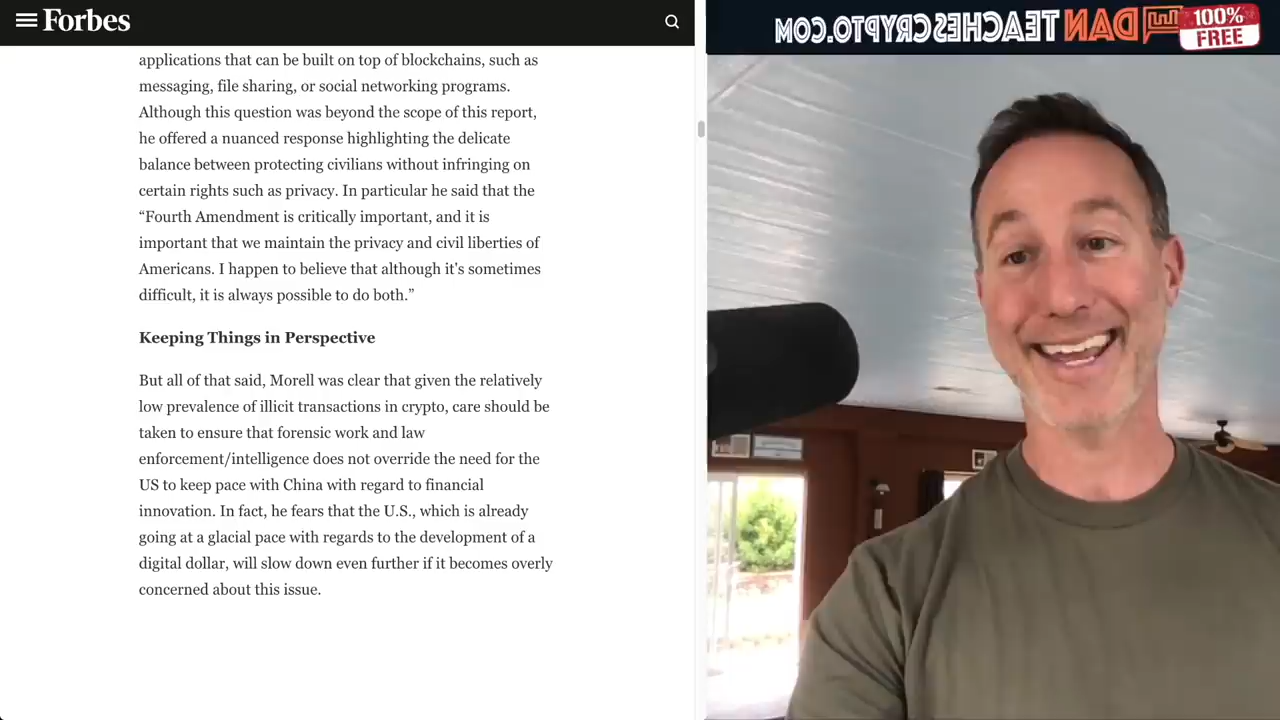 Forbes
applications that can be built on top of blockchains, such as
messaging, file sharing, or social networking programs.
Although this question was beyond the scope of this report,
he offered a nuanced response highlighting the delicate
balance between protecting civilians without infringing on
certain rights such as privacy. In particular he said that the
“Fourth Amendment is critically important, and it is
important that we maintain the privacy and civil liberties of
Americans. I happen to believe that although it's sometimes
difficult, it is always possible to do both.”
Keeping Things in Perspective
But all of that said, Morell was clear that given the relatively
low prevalence of illicit transactions in crypto, care should be
taken to ensure that forensic work and law
enforcement/intelligence does not override the need for the
US to keep pace with China with regard to financial
innovation. In fact, he fears that the U.S., which is already
going at a glacial pace with regards to the development of a
digital dollar, will slow down even further if it becomes overly
concerned about this issue.
DANTEACHESCRYPTO.COM
100%
FREE